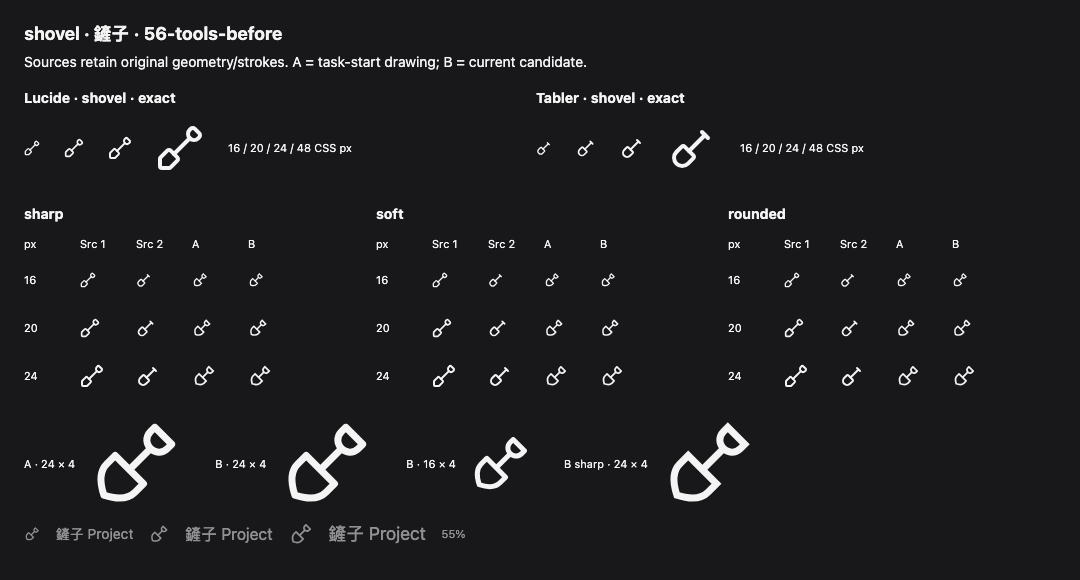 shovel · 鏟子 · 56-tools-before
Sources retain original geometry/strokes. A = task-start drawing; B = current candidate.
Lucide · shovel · exact
Tabler · shovel · exact
16 / 20 / 24 / 48 CSS px
16 / 20 / 24 / 48 CSS px
sharp
soft
rounded
px Src 1 Src 2 A B
px Src 1 Src 2 A B
px Src 1 Src 2 A B
16
16
16
20
20
20
24
24
24
A · 24 × 4
B · 24 × 4
B · 16 × 4
B sharp · 24 × 4
鏟子 Project
鏟子 Project
鏟子 Project
55%